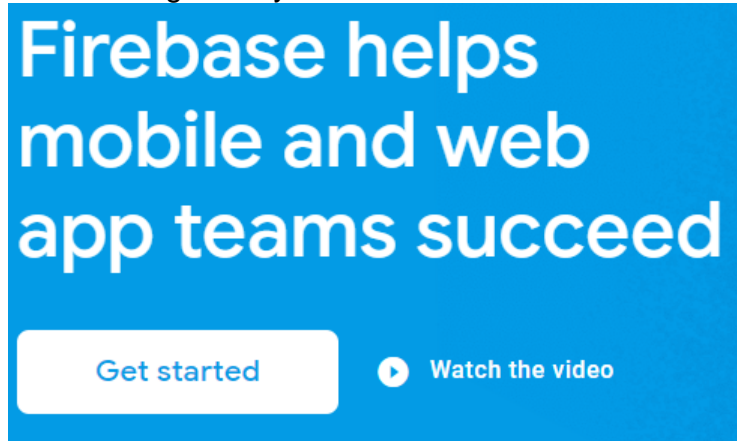 Firebase helps
mobile and web
app teams succeed
Get started
Watch the video